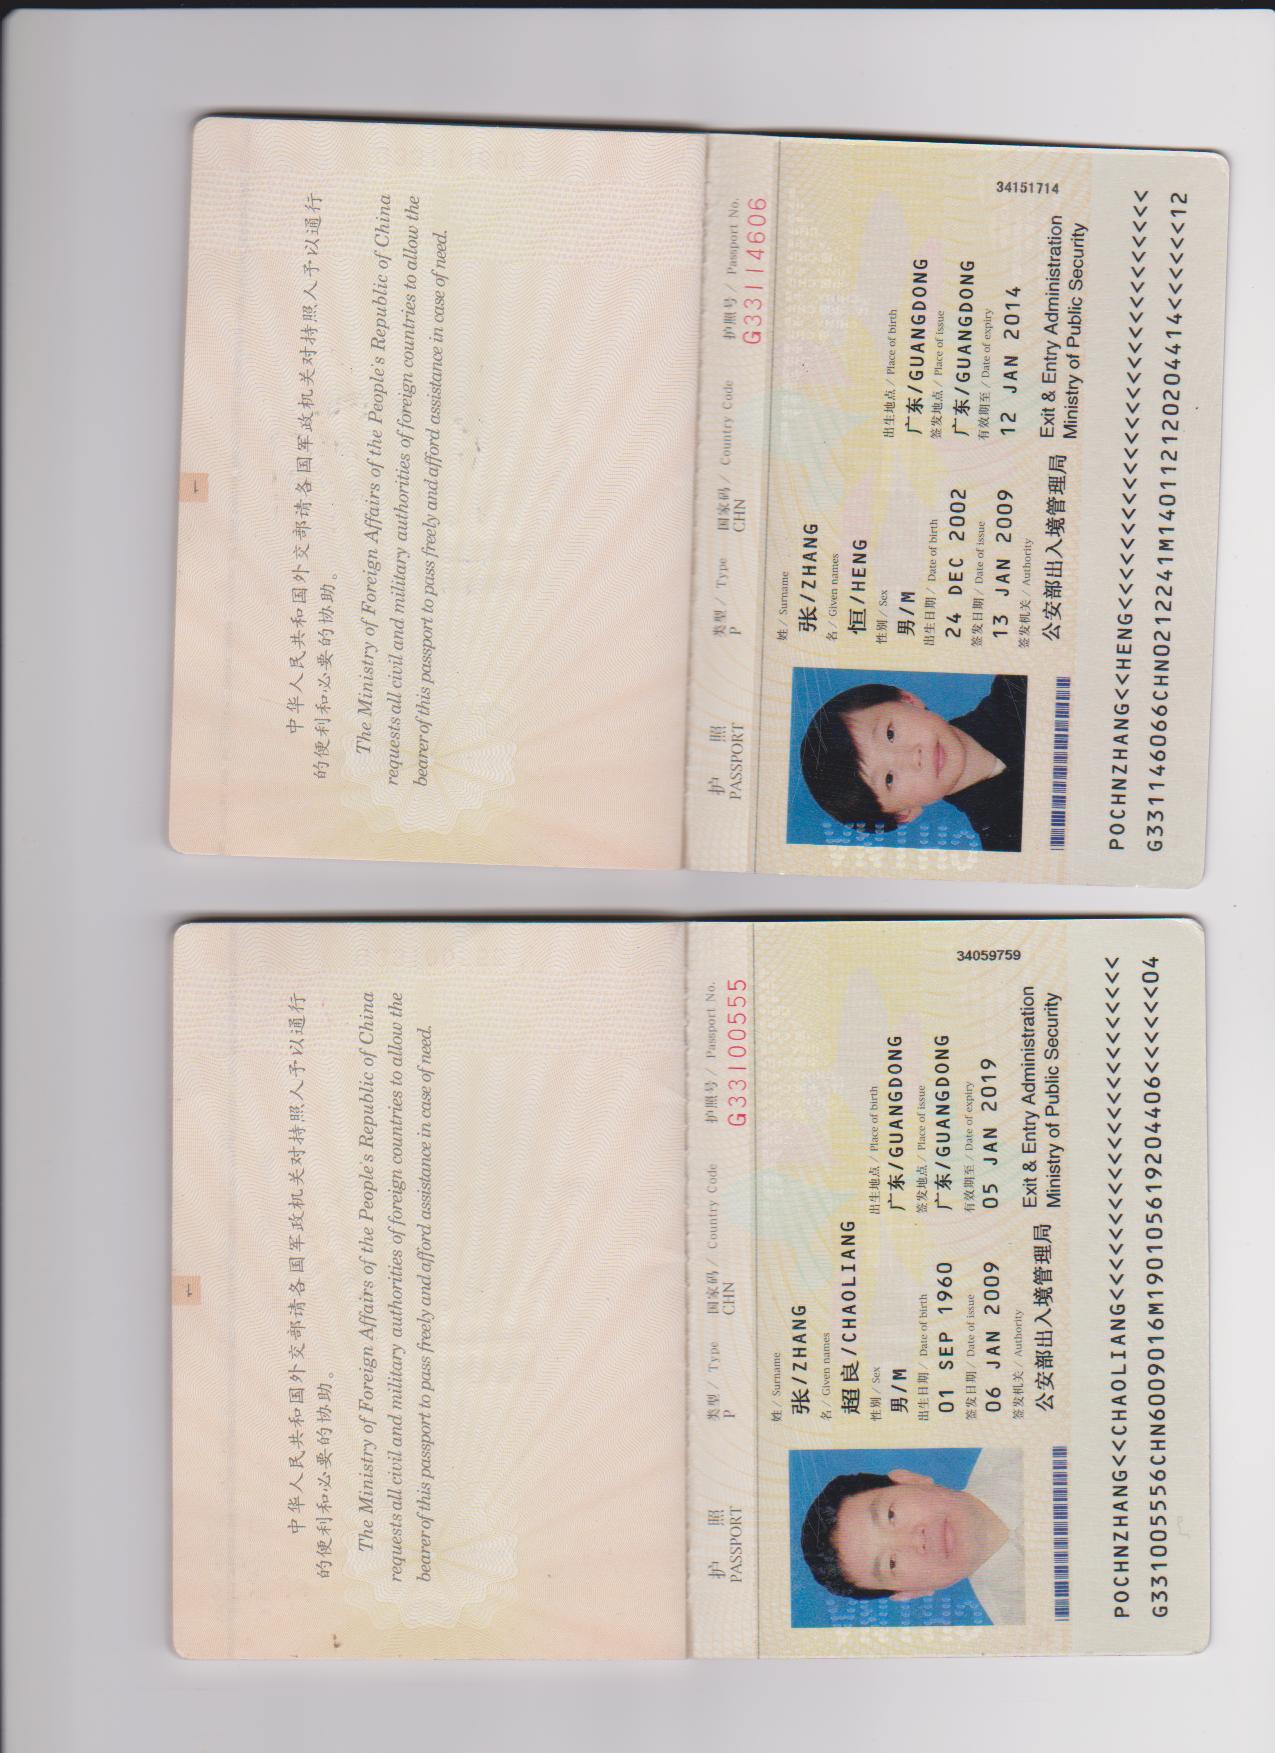 1
中华人民共和国外交部请各国军政机关对持照人予以通行
的便利和必要的协助。
The Ministry of Foreign Affairs of the People's Republic of China
requests all civil and military authorities of foreign countries to allow the
bearer of this passport to pass freely and afford assistance in case of need.
护 照
PASSPORT
类型 / Type
P
国家码 / Country Code
CHN
护照号 / Passport No.
G33114606
姓 / Surname
张/ZHANG
名 / Given names
恒/HENG
性别 / Sex
男/M
出生日期 / Date of birth
24 DEC 2002
签发日期 / Date of issue
13 JAN 2009
签发机关 / Authority
公安部出入境管理局
出生地点 / Place of birth
广东/GUANGDONG
签发地点 / Place of issue
广东/GUANGDONG
有效期至 / Date of expiry
12 JAN 2014
Exit & Entry Administration
Ministry of Public Security
34151714
POCHNZHANG<<HENG<<<<<<<<<<<<<<<<<<<<<<<<<<<<
G331146066CHN0212241M140112120204414<<<<<<12
1
中华人民共和国外交部请各国军政机关对持照人予以通行
的便利和必要的协助。
The Ministry of Foreign Affairs of the People's Republic of China
requests all civil and military authorities of foreign countries to allow the
bearer of this passport to pass freely and afford assistance in case of need.
护 照
PASSPORT
类型 / Type
P
国家码 / Country Code
CHN
护照号 / Passport No.
G33100555
姓 / Surname
张/ZHANG
名 / Given names
超良/CHAOLIANG
性别 / Sex
男/M
出生日期 / Date of birth
01 SEP 1960
签发日期 / Date of issue
06 JAN 2009
签发机关 / Authority
公安部出入境管理局
出生地点 / Place of birth
广东/GUANGDONG
签发地点 / Place of issue
广东/GUANGDONG
有效期至 / Date of expiry
05 JAN 2019
Exit & Entry Administration
Ministry of Public Security
34059759
POCHNZHANG<<CHAOLIANG<<<<<<<<<<<<<<<<<<<<<<<
G331005556CHN6009016M190105619204406<<<<<<04